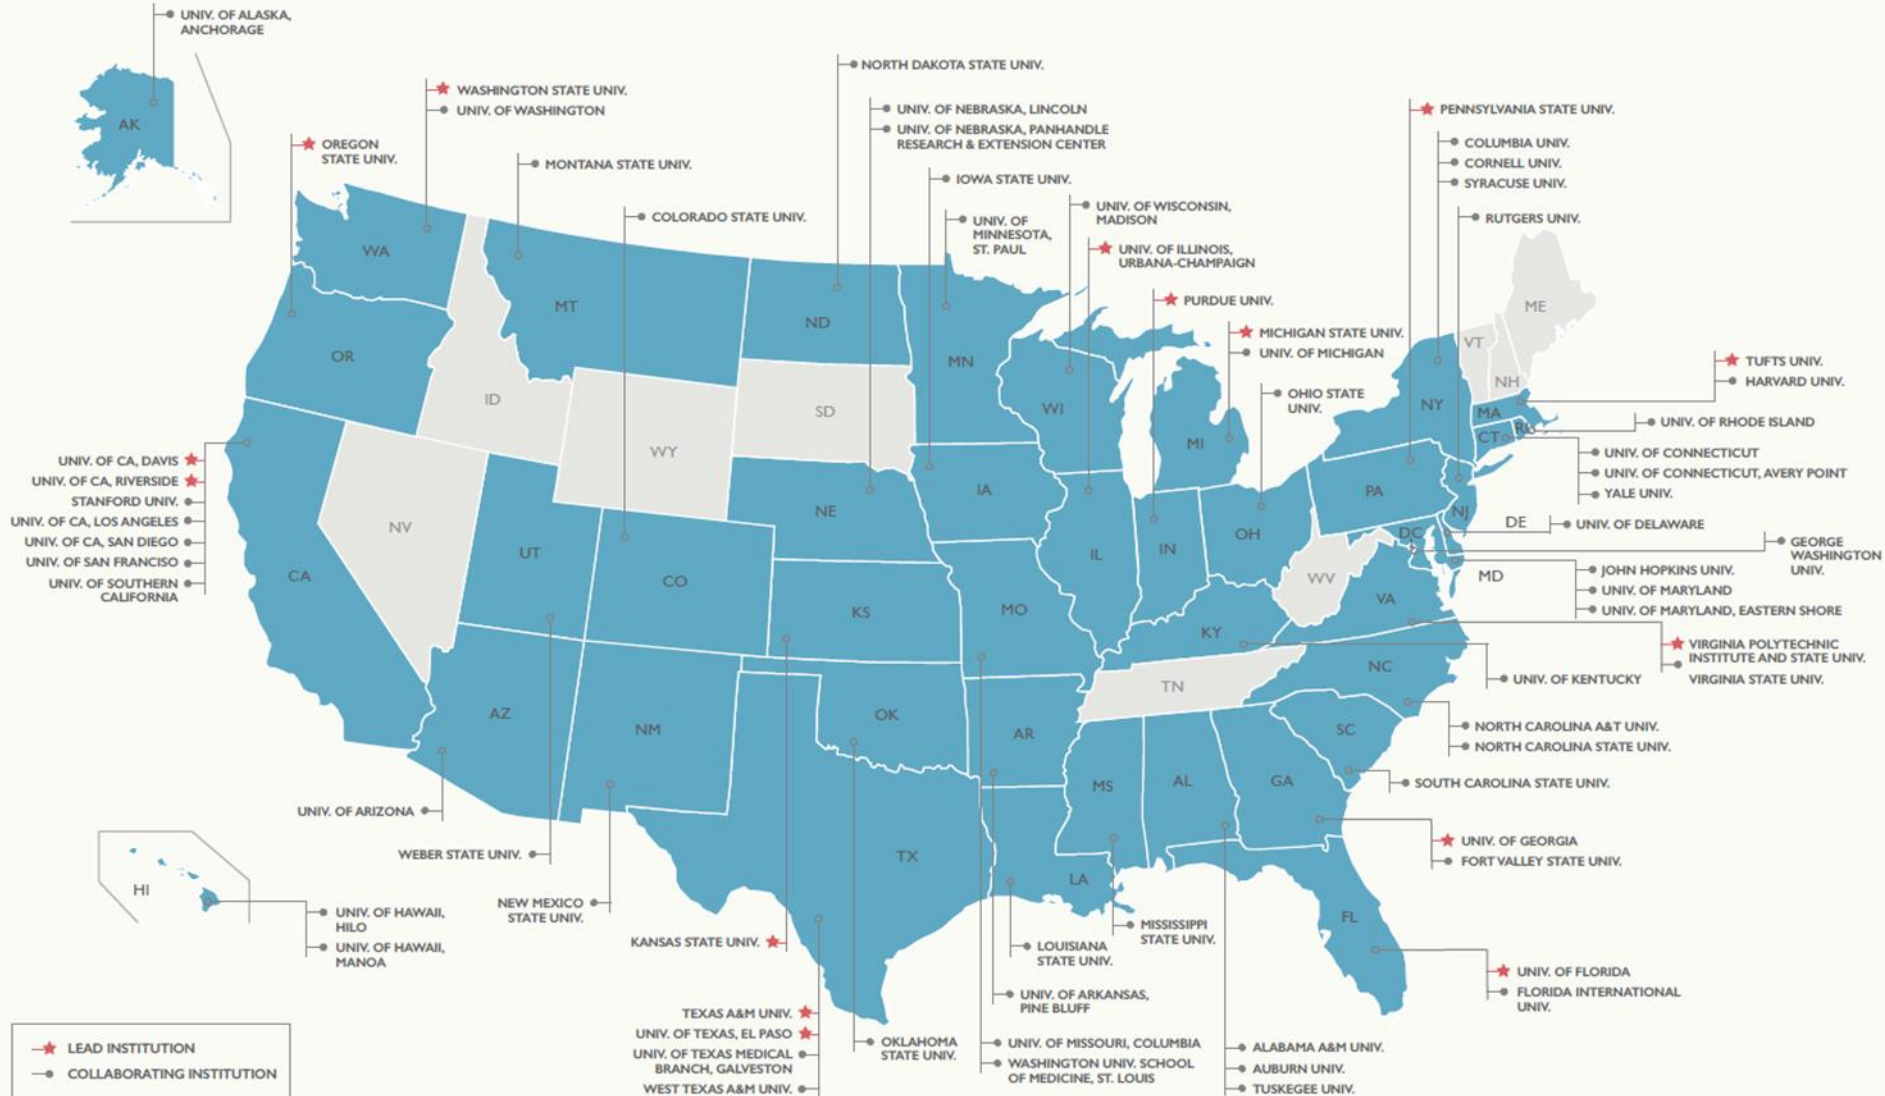 UNIV. OF ALASKA,
ANCHORAGE
AK
WASHINGTON STATE UNIV.
UNIV. OF WASHINGTON
OREGON
STATE UNIV.
MONTANA STATE UNIV.
COLORADO STATE UNIV.
NORTH DAKOTA STATE UNIV.
UNIV. OF NEBRASKA, LINCOLN
UNIV. OF NEBRASKA, PANHANDLE
RESEARCH & EXTENSION CENTER
IOWA STATE UNIV.
UNIV. OF
MINNESOTA,
ST. PAUL
UNIV. OF WISCONSIN,
MADISON
UNIV. OF ILLINOIS,
URBANA-CHAMPAIGN
PURDUE UNIV.
MICHIGAN STATE UNIV.
UNIV. OF MICHIGAN
OHIO STATE
UNIV.
PENNSYLVANIA STATE UNIV.
COLUMBIA UNIV.
CORNELL UNIV.
SYRACUSE UNIV.
RUTGERS UNIV.
TUFTS UNIV.
HARVARD UNIV.
UNIV. OF RHODE ISLAND
UNIV. OF CONNECTICUT
UNIV. OF CONNECTICUT, AVERY POINT
YALE UNIV.
UNIV. OF DELAWARE
GEORGE
WASHINGTON
UNIV.
JOHN HOPKINS UNIV.
UNIV. OF MARYLAND
UNIV. OF MARYLAND, EASTERN SHORE
VIRGINIA POLYTECHNIC
INSTITUTE AND STATE UNIV.
VIRGINIA STATE UNIV.
UNIV. OF KENTUCKY
NORTH CAROLINA A&T UNIV.
NORTH CAROLINA STATE UNIV.
SOUTH CAROLINA STATE UNIV.
UNIV. OF GEORGIA
FORT VALLEY STATE UNIV.
UNIV. OF FLORIDA
FLORIDA INTERNATIONAL
UNIV.
WA
MT
ND
MN
OR
ID
SD
WI
MI
NY
VT
NH
ME
MA
CT
RI
WY
IA
NE
PA
NJ
DE
DC
MD
NV
UT
CO
CA
KS
MO
IL
IN
OH
WV
VA
KY
NC
TN
AZ
NM
OK
AR
SC
MS
AL
GA
TX
LA
FL
HI
UNIV. OF CA, DAVIS
UNIV. OF CA, RIVERSIDE
STANFORD UNIV.
UNIV. OF CA, LOS ANGELES
UNIV. OF CA, SAN DIEGO
UNIV. OF SAN FRANCISO
UNIV. OF SOUTHERN
CALIFORNIA
UNIV. OF ARIZONA
WEBER STATE UNIV.
NEW MEXICO
STATE UNIV.
UNIV. OF HAWAII,
HILO
UNIV. OF HAWAII,
MANOA
KANSAS STATE UNIV.
TEXAS A&M UNIV.
UNIV. OF TEXAS, EL PASO
UNIV. OF TEXAS MEDICAL
BRANCH, GALVESTON
WEST TEXAS A&M UNIV.
OKLAHOMA
STATE UNIV.
LOUISIANA
STATE UNIV.
MISSISSIPPI
STATE UNIV.
UNIV. OF ARKANSAS,
PINE BLUFF
UNIV. OF MISSOURI, COLUMBIA
WASHINGTON UNIV. SCHOOL
OF MEDICINE, ST. LOUIS
ALABAMA A&M UNIV.
AUBURN UNIV.
TUSKEGEE UNIV.
LEAD INSTITUTION
COLLABORATING INSTITUTION